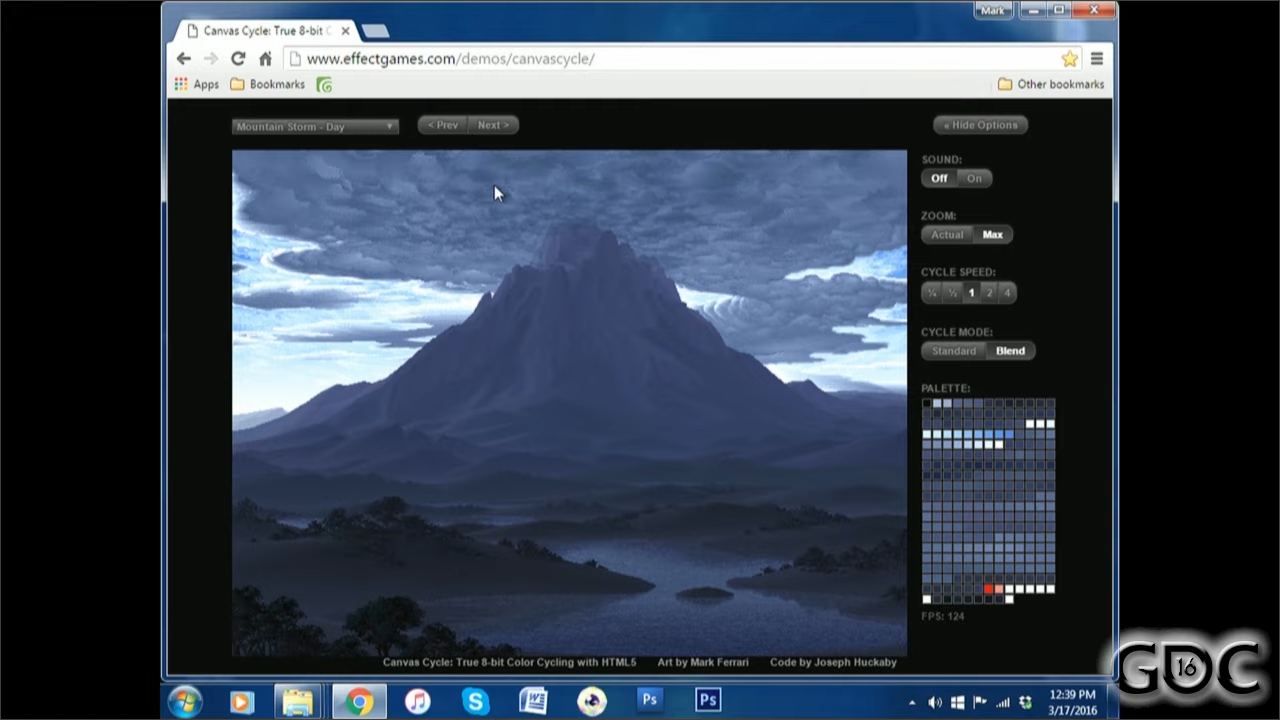 Mark
Canvas Cycle: True 8-bit C
www.effectgames.com/demos/canvascycle/
Apps Bookmarks Other bookmarks
Mountain Storm - Day < Prev Next > « Hide Options
SOUND:
Off On
ZOOM:
Actual Max
CYCLE SPEED:
¼ ½ 1 2 4
CYCLE MODE:
Standard Blend
PALETTE:
FPS: 124
Canvas Cycle: True 8-bit Color Cycling with HTML5 Art by Mark Ferrari Code by Joseph Huckaby
GDC 16
W Ps Ps
12:39 PM
3/17/2016